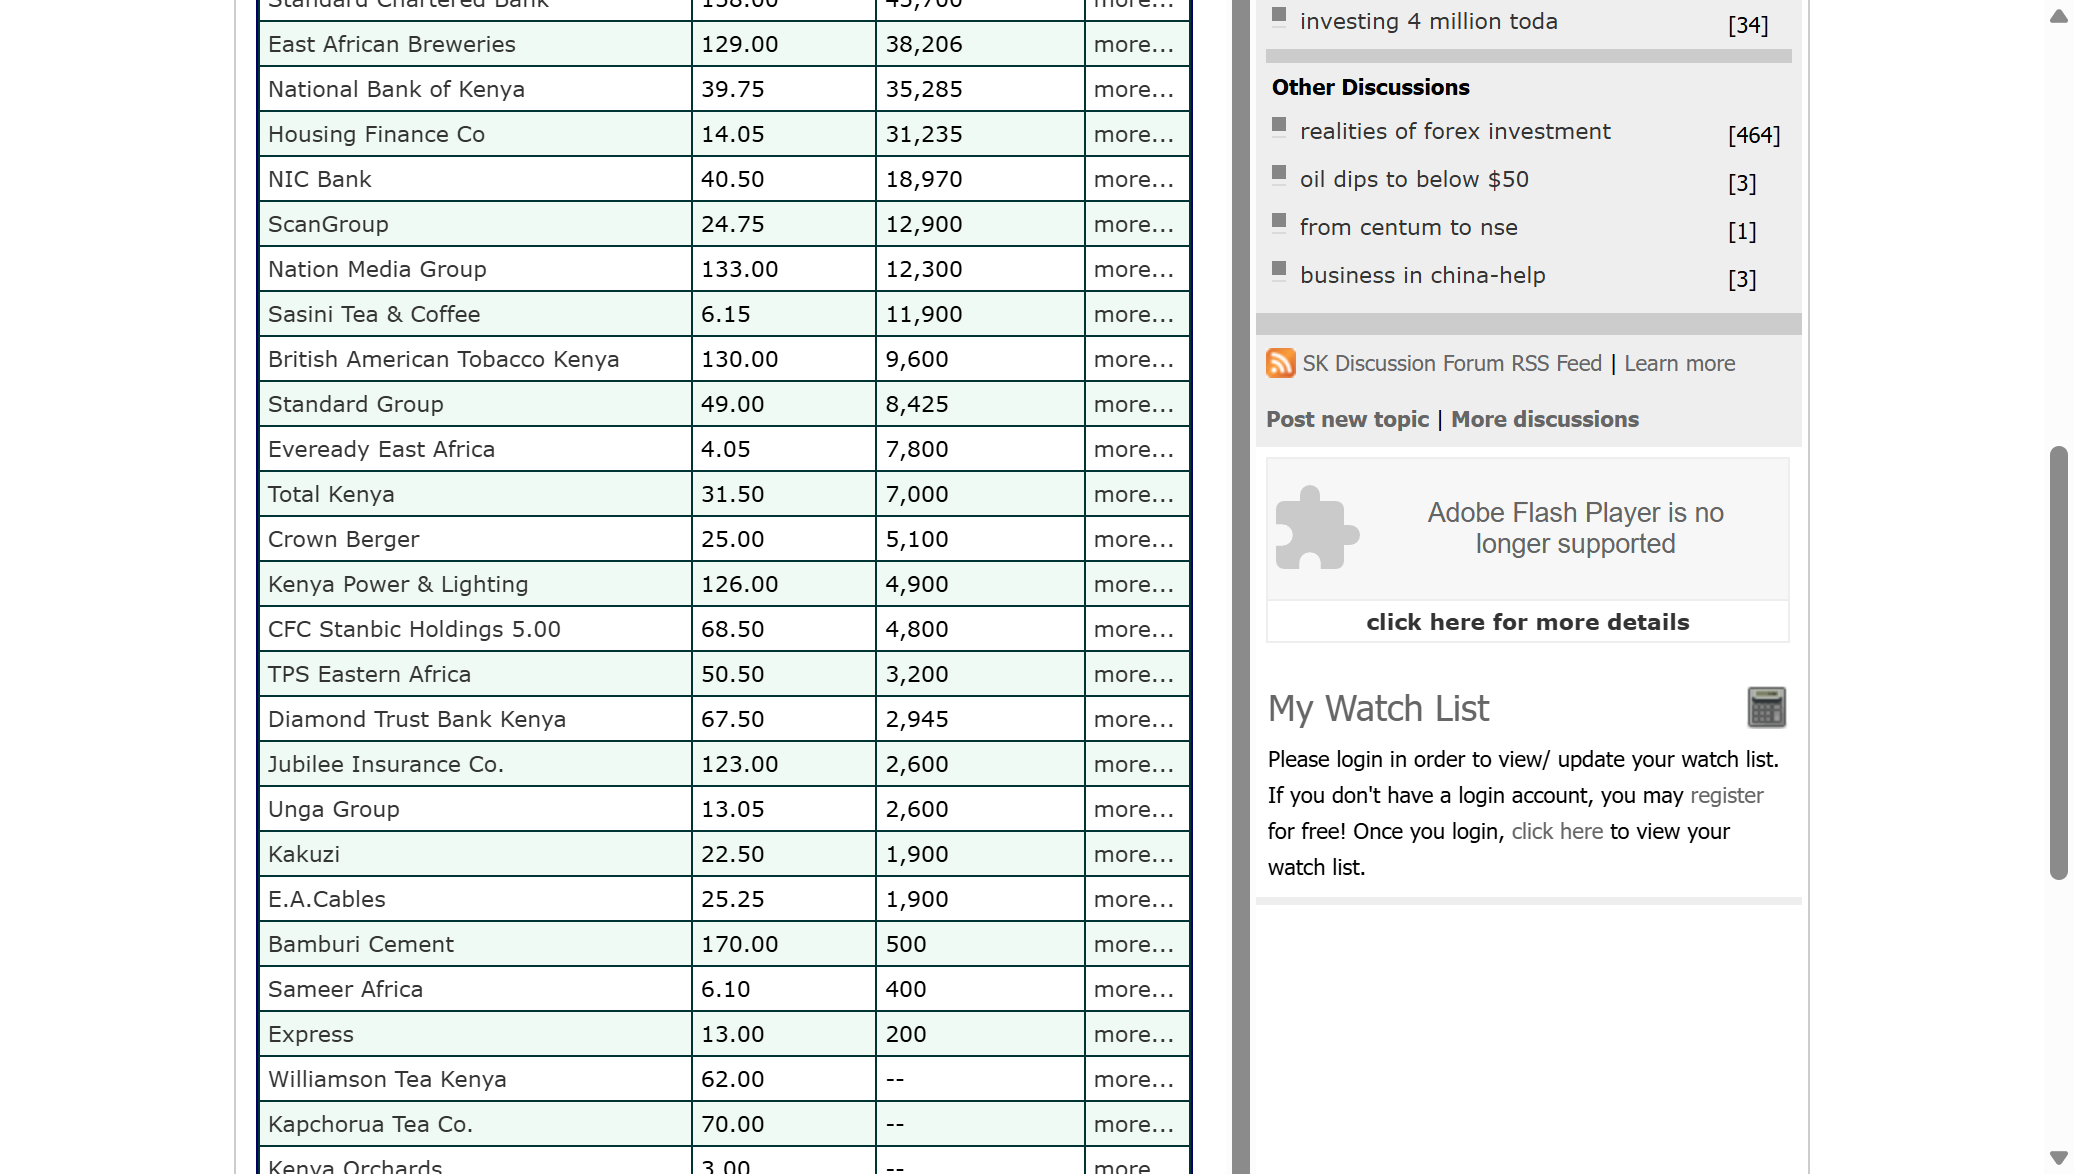 Standard Chartered Bank 158.00 45,700 more...
East African Breweries 129.00 38,206 more...
National Bank of Kenya 39.75 35,285 more...
Housing Finance Co 14.05 31,235 more...
NIC Bank 40.50 18,970 more...
ScanGroup 24.75 12,900 more...
Nation Media Group 133.00 12,300 more...
Sasini Tea & Coffee 6.15 11,900 more...
British American Tobacco Kenya 130.00 9,600 more...
Standard Group 49.00 8,425 more...
Eveready East Africa 4.05 7,800 more...
Total Kenya 31.50 7,000 more...
Crown Berger 25.00 5,100 more...
Kenya Power & Lighting 126.00 4,900 more...
CFC Stanbic Holdings 5.00 68.50 4,800 more...
TPS Eastern Africa 50.50 3,200 more...
Diamond Trust Bank Kenya 67.50 2,945 more...
Jubilee Insurance Co. 123.00 2,600 more...
Unga Group 13.05 2,600 more...
Kakuzi 22.50 1,900 more...
E.A.Cables 25.25 1,900 more...
Bamburi Cement 170.00 500 more...
Sameer Africa 6.10 400 more...
Express 13.00 200 more...
Williamson Tea Kenya 62.00 -- more...
Kapchorua Tea Co. 70.00 -- more...
Kenya Orchards 3.00 -- more
investing 4 million toda [34]
Other Discussions
realities of forex investment [464]
oil dips to below $50 [3]
from centum to nse [1]
business in china-help [3]
SK Discussion Forum RSS Feed | Learn more
Post new topic | More discussions
Adobe Flash Player is no
longer supported
click here for more details
My Watch List
Please login in order to view/ update your watch list.
If you don't have a login account, you may register
for free! Once you login, click here to view your
watch list.